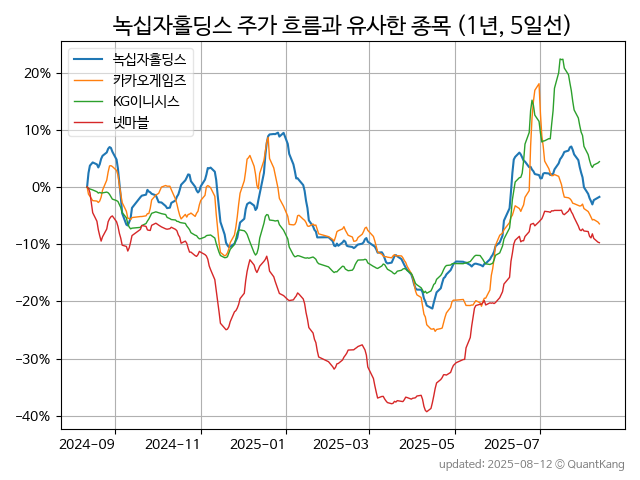 녹십자홀딩스 주가 흐름과 유사한 종목 (1년, 5일선)
녹십자홀딩스
카카오게임즈
KG이니시스
넷마블
20%
10%
0%
−10%
−20%
−30%
−40%
2024-09 2024-11 2025-01 2025-03 2025-05 2025-07
updated: 2025-08-12 © QuantKang